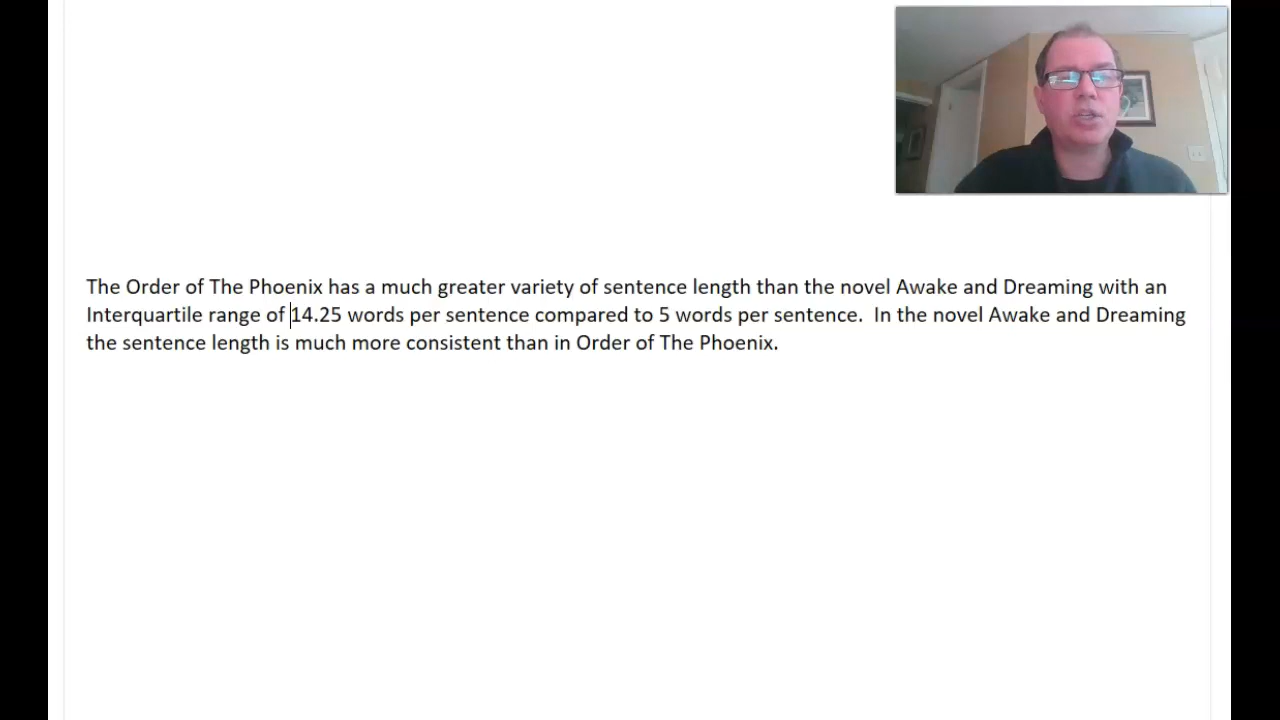 The Order of The Phoenix has a much greater variety of sentence length than the novel Awake and Dreaming with an
Interquartile range of 14.25 words per sentence compared to 5 words per sentence.  In the novel Awake and Dreaming
the sentence length is much more consistent than in Order of The Phoenix.